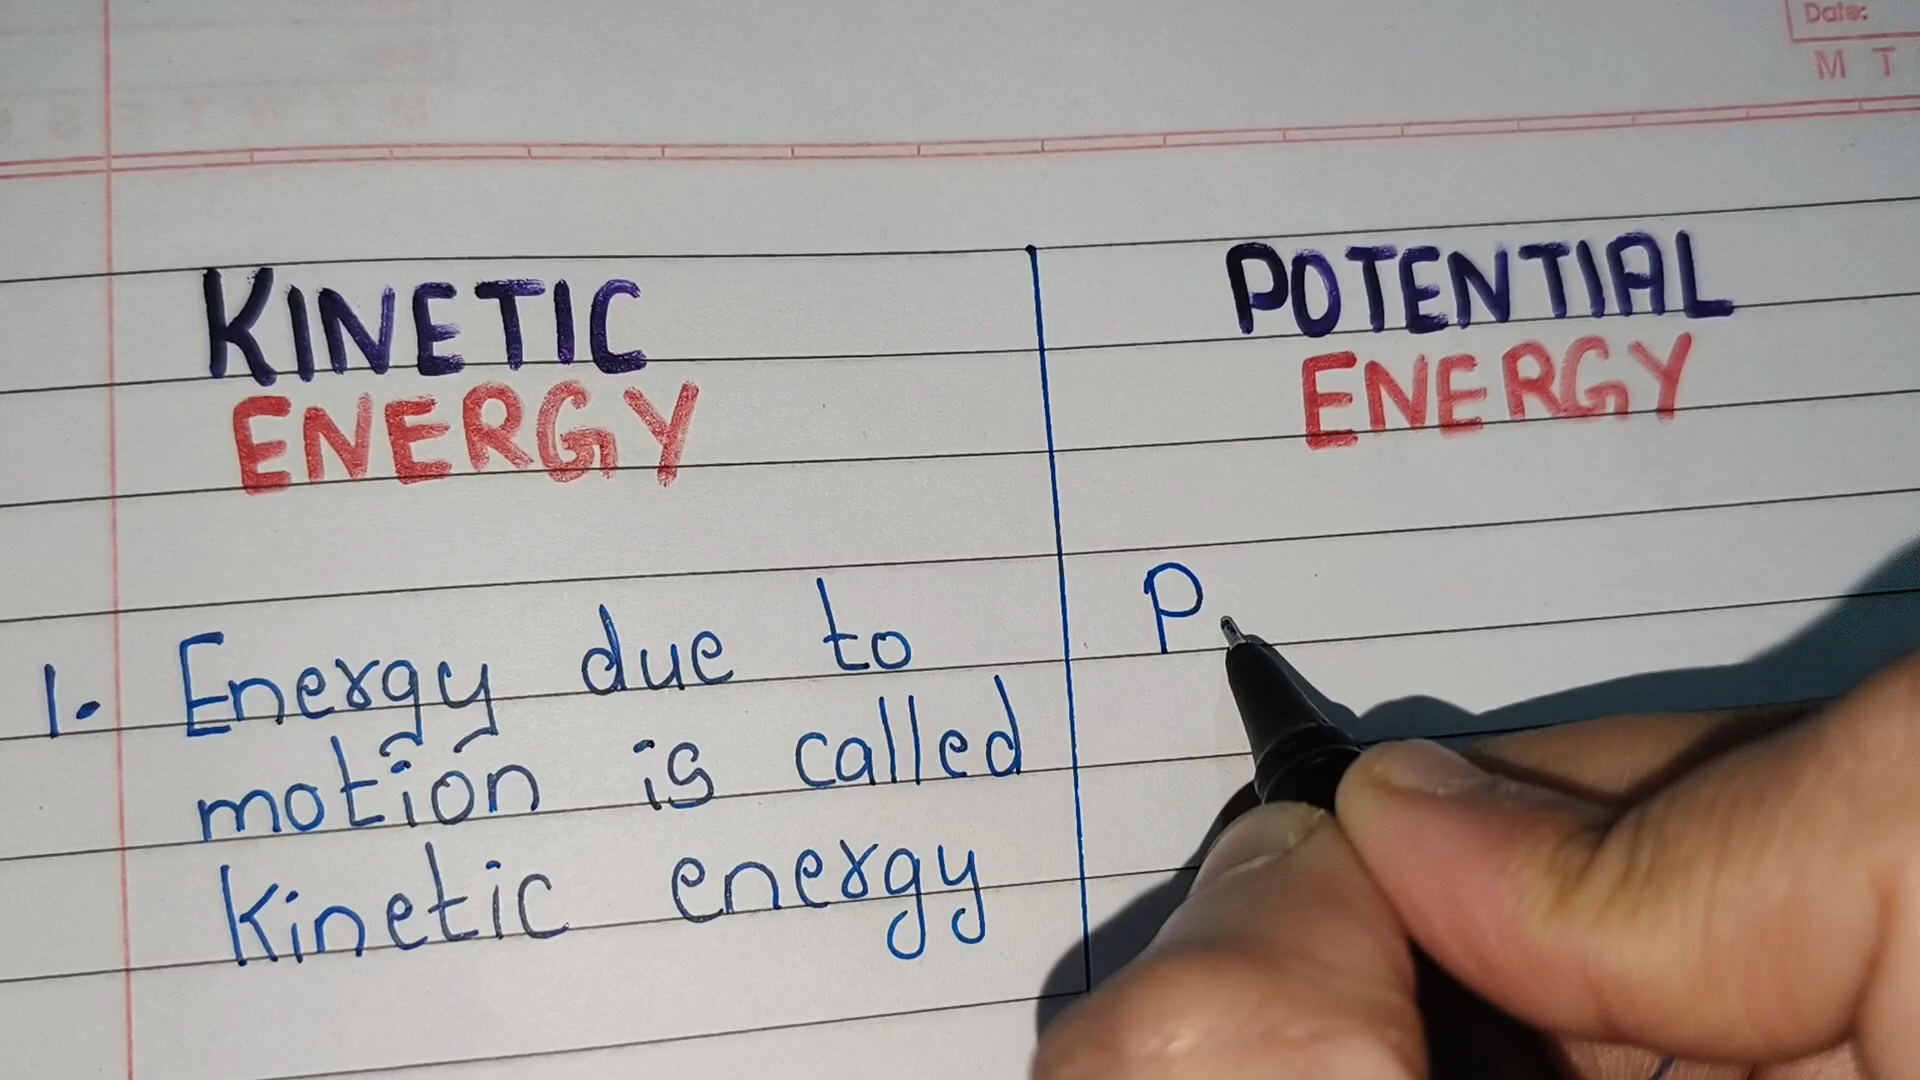 Date:
M T
KINETIC
ENERGY
POTENTIAL
ENERGY
1. Energy due to
motion is called
Kinetic energy
P